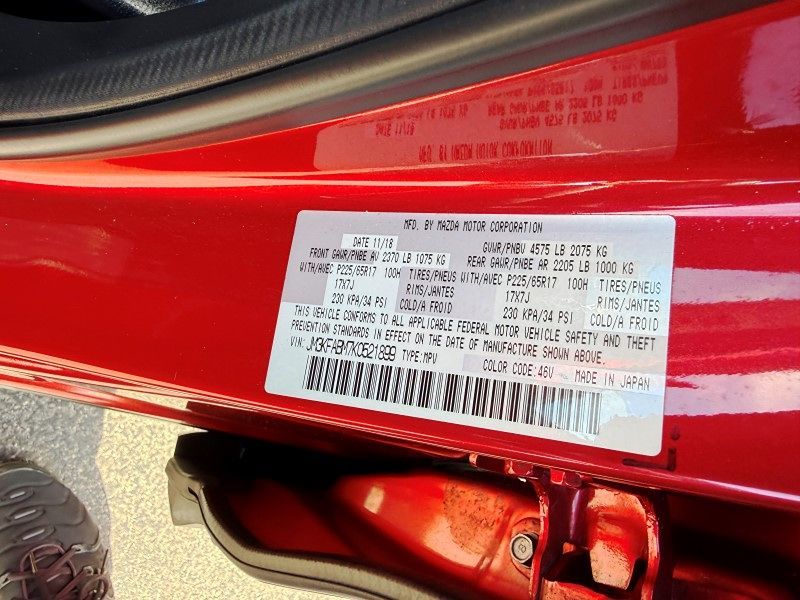 MFD. BY MAZDA MOTOR CORPORATION
DATE 11/18 GVWR/PNBV 4575 LB 2075 KG
FRONT GAWR/PNBE AV 2370 LB 1075 KG REAR GAWR/PNBE AR 2205 LB 1000 KG
WITH/AVEC P225/65R17 100H TIRES/PNEUS WITH/AVEC P225/65R17 100H TIRES/PNEUS
17X7J RIMS/JANTES 17X7J RIMS/JANTES
230 KPA/34 PSI COLD/A FROID 230 KPA/34 PSI COLD/A FROID
THIS VEHICLE CONFORMS TO ALL APPLICABLE FEDERAL MOTOR VEHICLE SAFETY AND THEFT
PREVENTION STANDARDS IN EFFECT ON THE DATE OF MANUFACTURE SHOWN ABOVE.
VIN: JM3KFABM7K0521899 TYPE:MPV COLOR CODE:46V MADE IN JAPAN